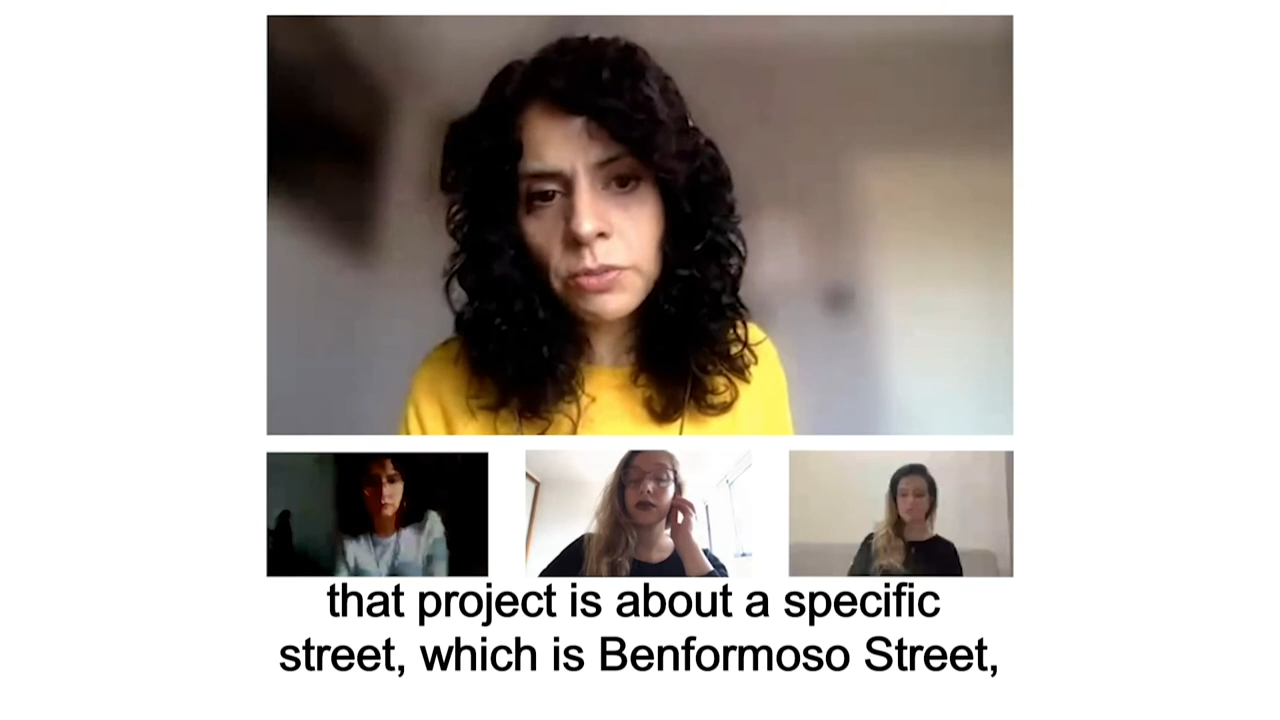 that project is about a specific
street, which is Benformoso Street,